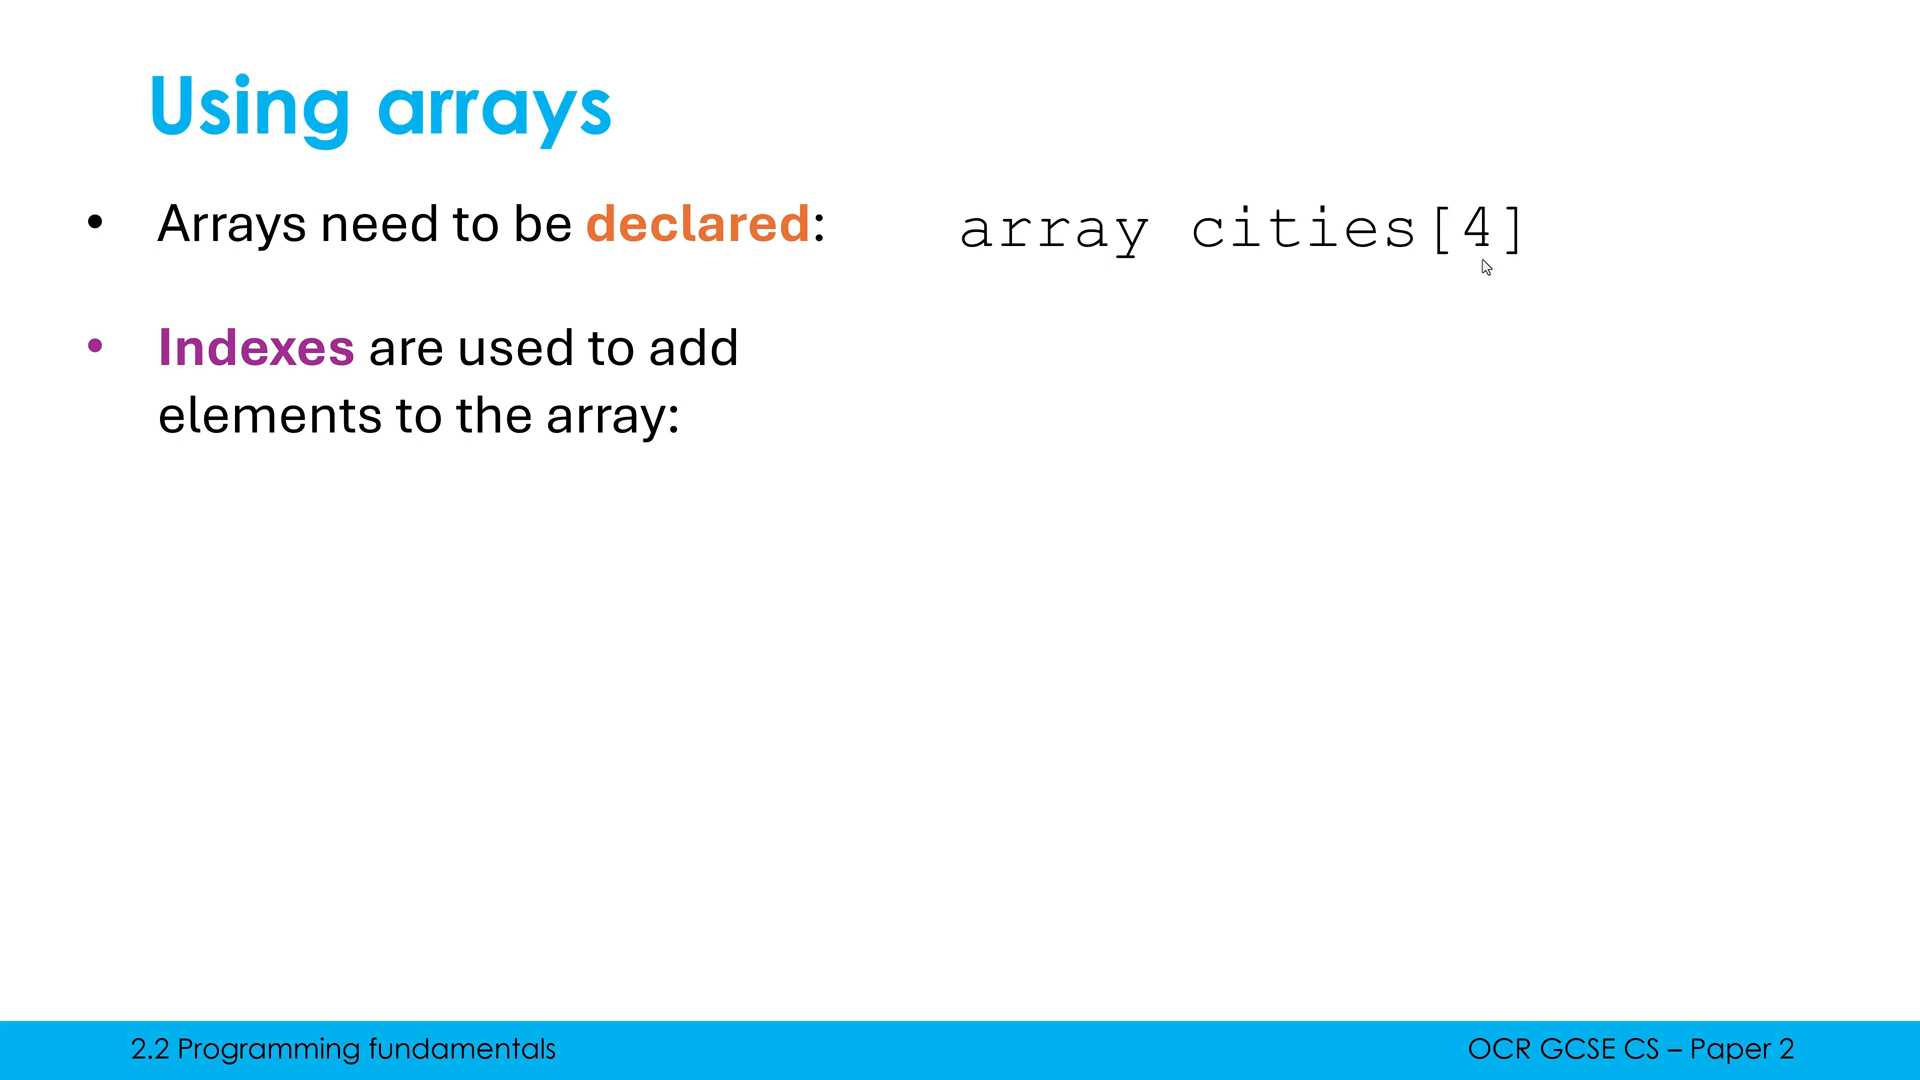 Using arrays
• Arrays need to be declared:
array cities[4]
• Indexes are used to add
elements to the array:
2.2 Programming fundamentals
OCR GCSE CS – Paper 2